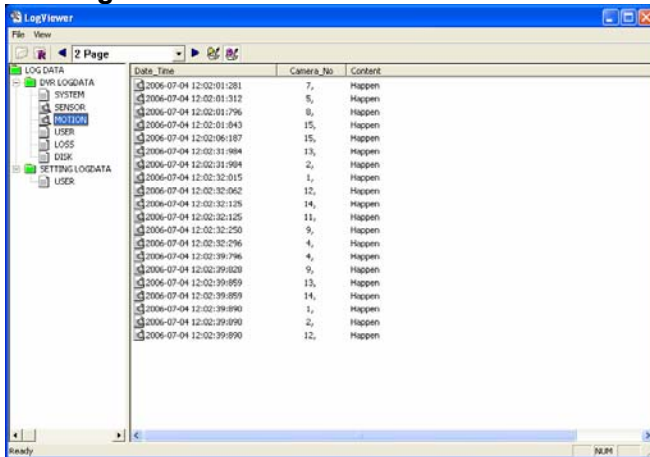 LogViewer
File View
2 Page
LOG DATA
DVR LOGDATA
SYSTEM
SENSOR
MOTION
USER
LOSS
DISK
SETTING LOGDATA
USER
Date_Time Camera_No Content
2006-07-04 12:02:01:281 7, Happen
2006-07-04 12:02:01:312 5, Happen
2006-07-04 12:02:01:796 8, Happen
2006-07-04 12:02:01:843 15, Happen
2006-07-04 12:02:06:187 15, Happen
2006-07-04 12:02:31:984 13, Happen
2006-07-04 12:02:31:984 2, Happen
2006-07-04 12:02:32:015 1, Happen
2006-07-04 12:02:32:062 12, Happen
2006-07-04 12:02:32:125 14, Happen
2006-07-04 12:02:32:125 11, Happen
2006-07-04 12:02:32:250 9, Happen
2006-07-04 12:02:32:296 4, Happen
2006-07-04 12:02:39:796 4, Happen
2006-07-04 12:02:39:828 9, Happen
2006-07-04 12:02:39:859 13, Happen
2006-07-04 12:02:39:859 14, Happen
2006-07-04 12:02:39:890 1, Happen
2006-07-04 12:02:39:890 2, Happen
2006-07-04 12:02:39:890 12, Happen
Ready NUM